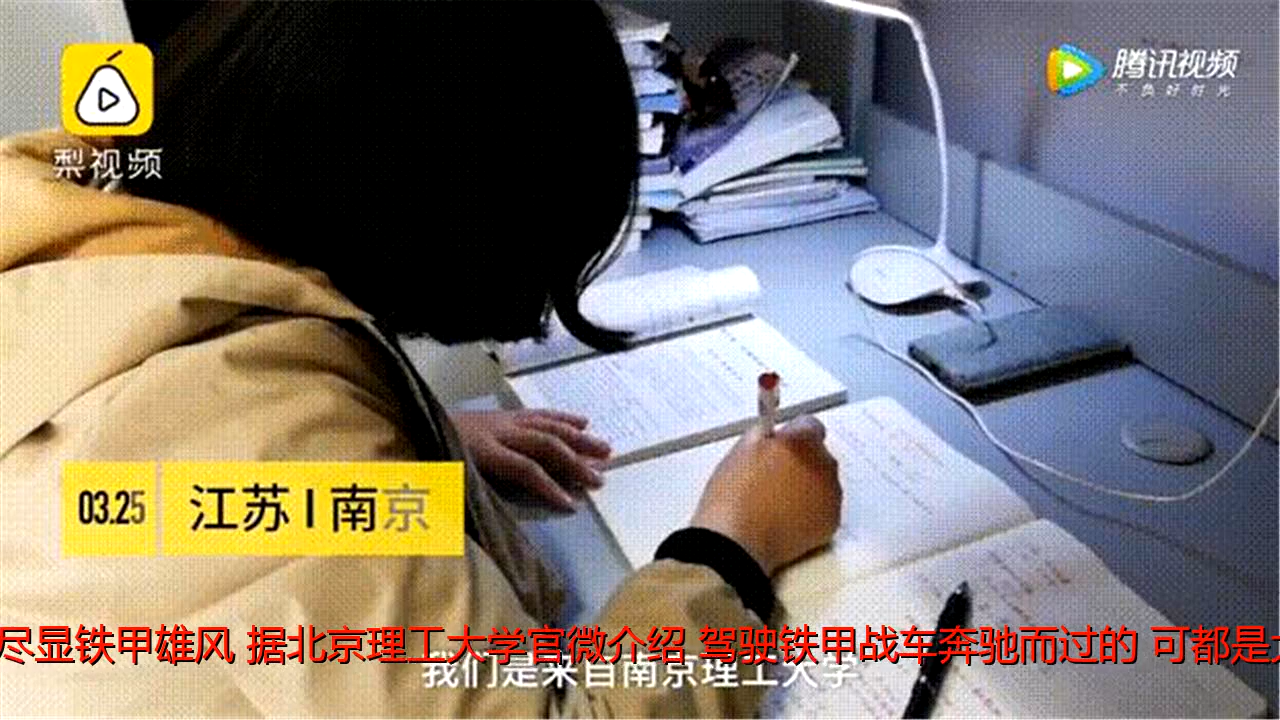 腾讯视频
不负好时光
梨视频
03.25 江苏 | 南京
尽显铁甲雄风 据北京理工大学官微介绍 驾驶铁甲战车奔驰而过的 可都是
我们是来自南京理工大学